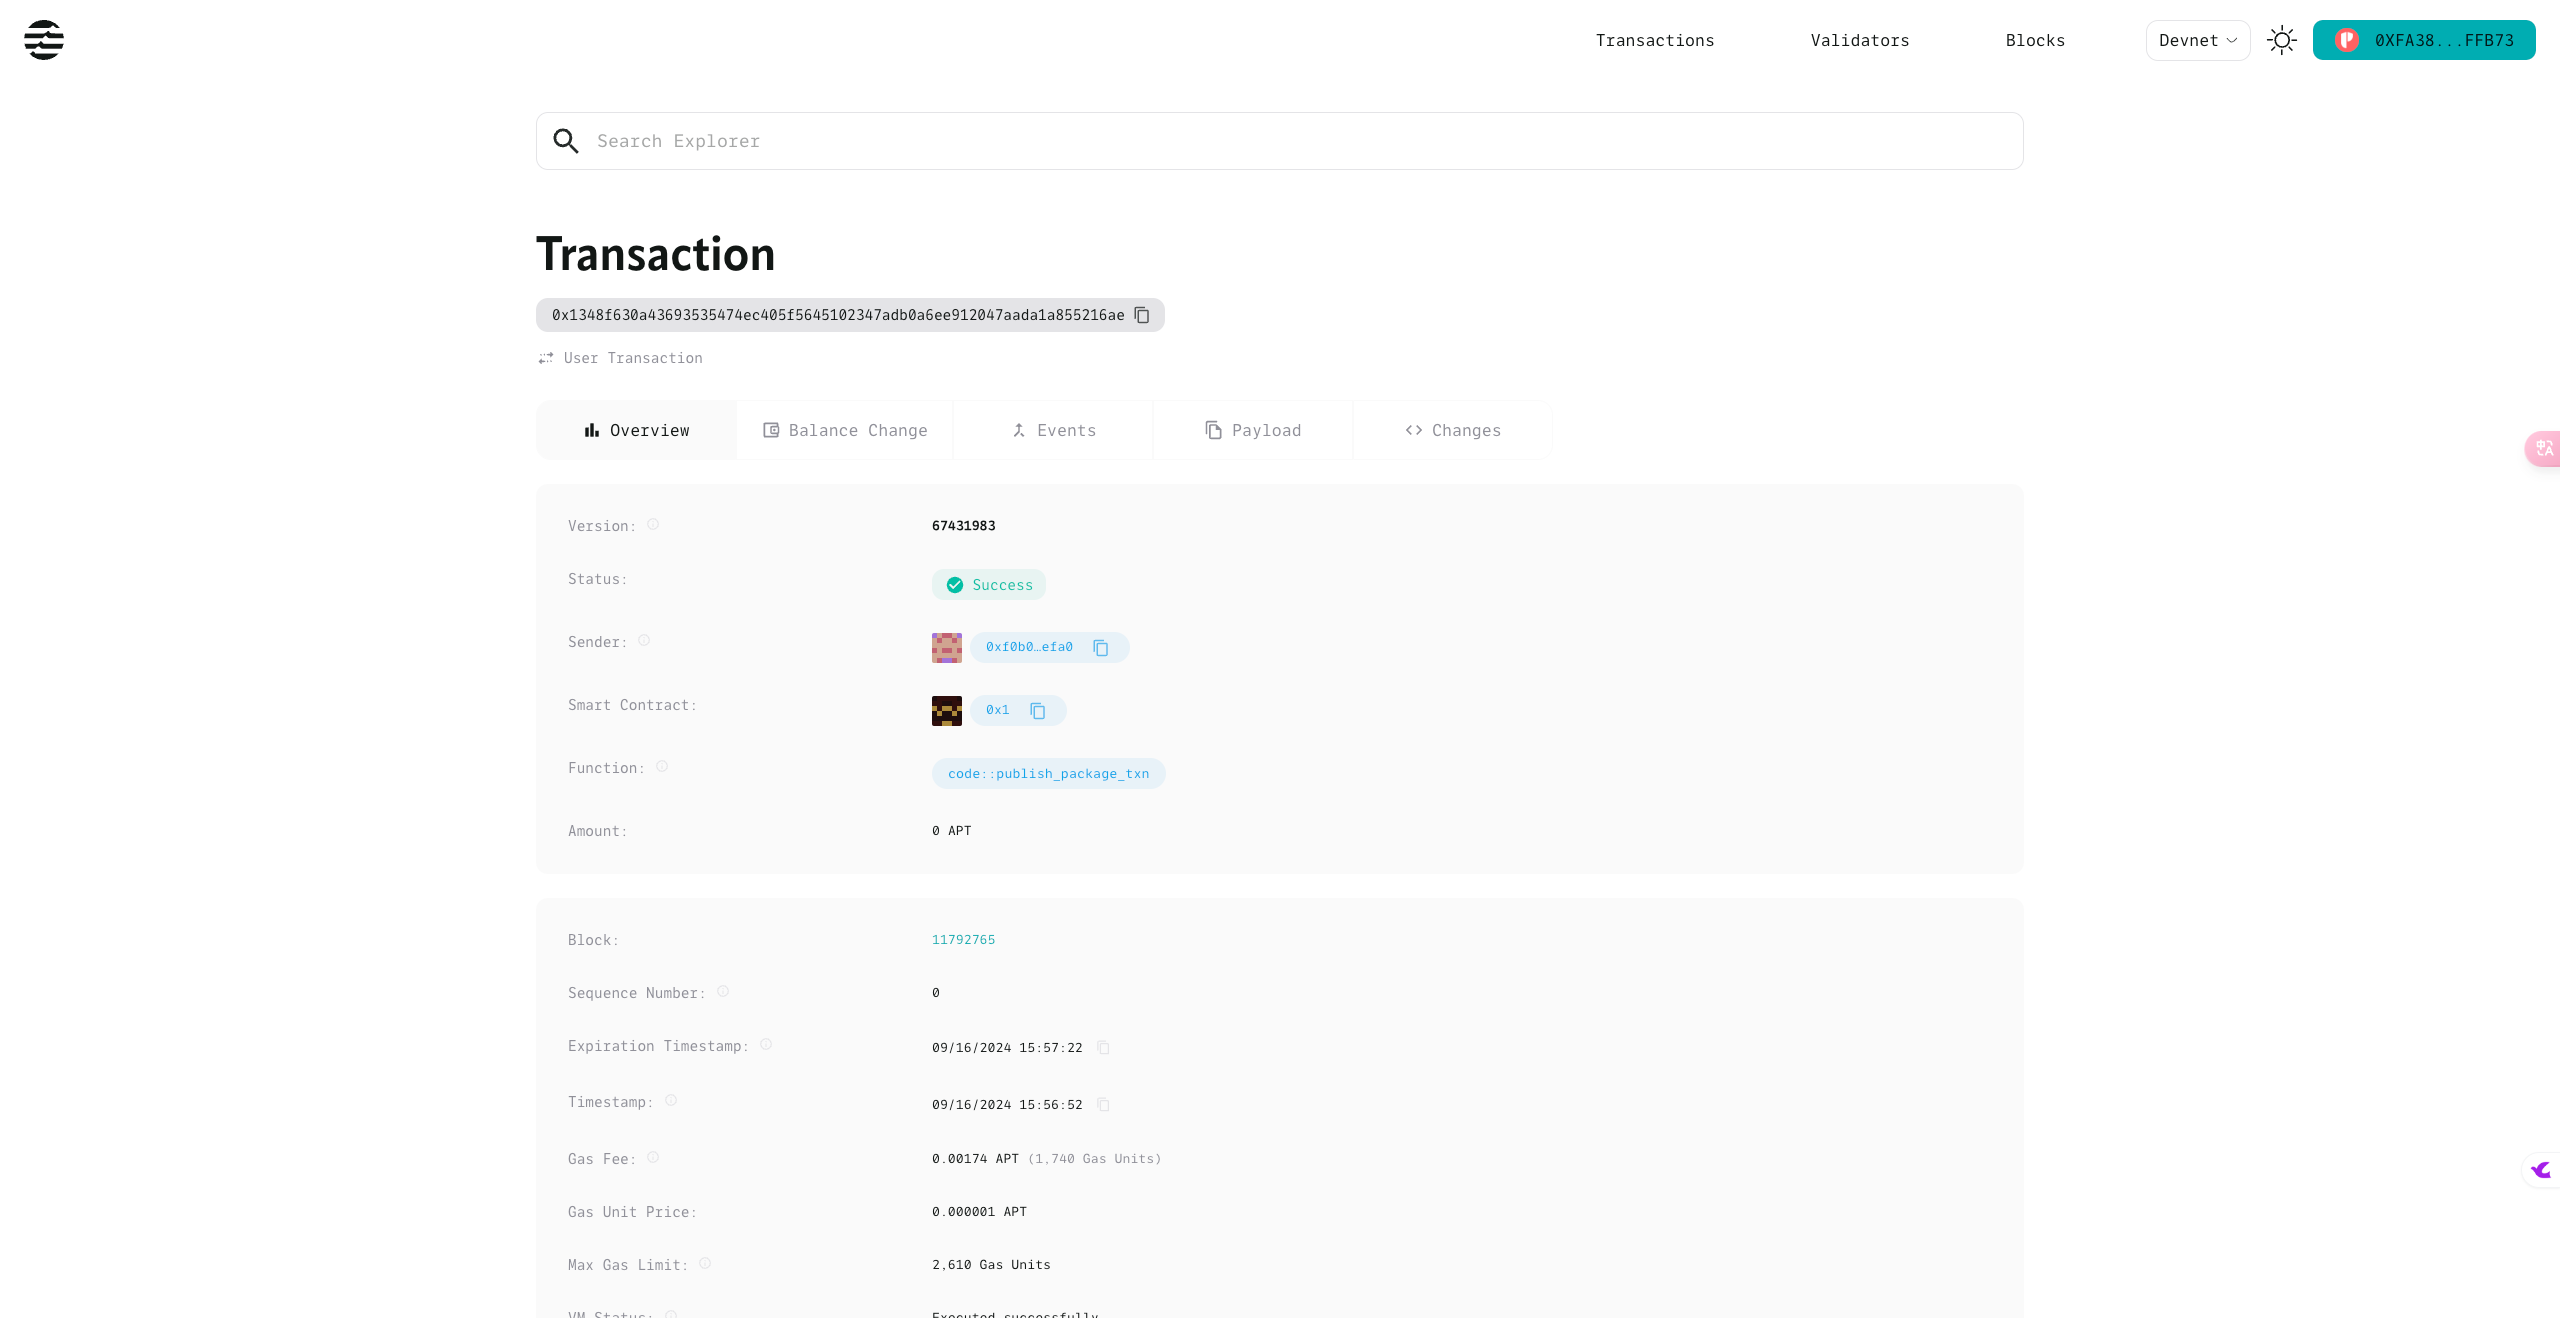 Transactions Validators Blocks Devnet 0XFA38...FFB73
Search Explorer
Transaction
0x1348f630a43693535474ec405f5645102347adb0a6ee912047aada1a855216ae
User Transaction
Overview Balance Change Events Payload Changes
Version: 67431983
Status: Success
Sender: 0xf0b0…efa0
Smart Contract: 0x1
Function: code::publish_package_txn
Amount: 0 APT
Block: 11792765
Sequence Number: 0
Expiration Timestamp: 09/16/2024 15:57:22
Timestamp: 09/16/2024 15:56:52
Gas Fee: 0.00174 APT (1,740 Gas Units)
Gas Unit Price: 0.000001 APT
Max Gas Limit: 2,610 Gas Units
VM Status: Executed successfully